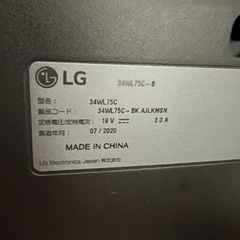 LG 34WL75C-B
型名: 34WL75C
製品コード: 34WL75C-BK.AJLKMSN
定格電圧/定格電流: 19 V ⎓ 3.0 A
製造年月: 07 / 2020
MADE IN CHINA
LG Electronics Japan 株式会社